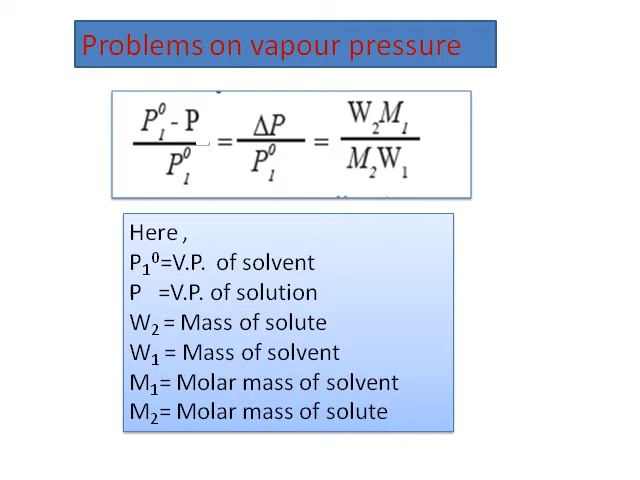 Problems on vapour pressure
P₁⁰ - P / P₁⁰ = ΔP / P₁⁰ = W₂M₁ / M₂W₁
Here ,
P₁⁰=V.P. of solvent
P =V.P. of solution
W₂ = Mass of solute
W₁ = Mass of solvent
M₁= Molar mass of solvent
M₂= Molar mass of solute